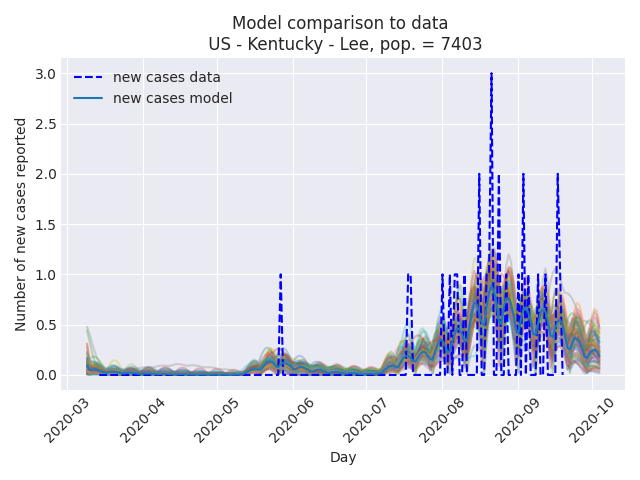 Model comparison to data
US - Kentucky - Lee, pop. = 7403
new cases data
new cases model
Number of new cases reported
3.0
2.5
2.0
1.5
1.0
0.5
0.0
2020-03
2020-04
2020-05
2020-06
2020-07
2020-08
2020-09
2020-10
Day